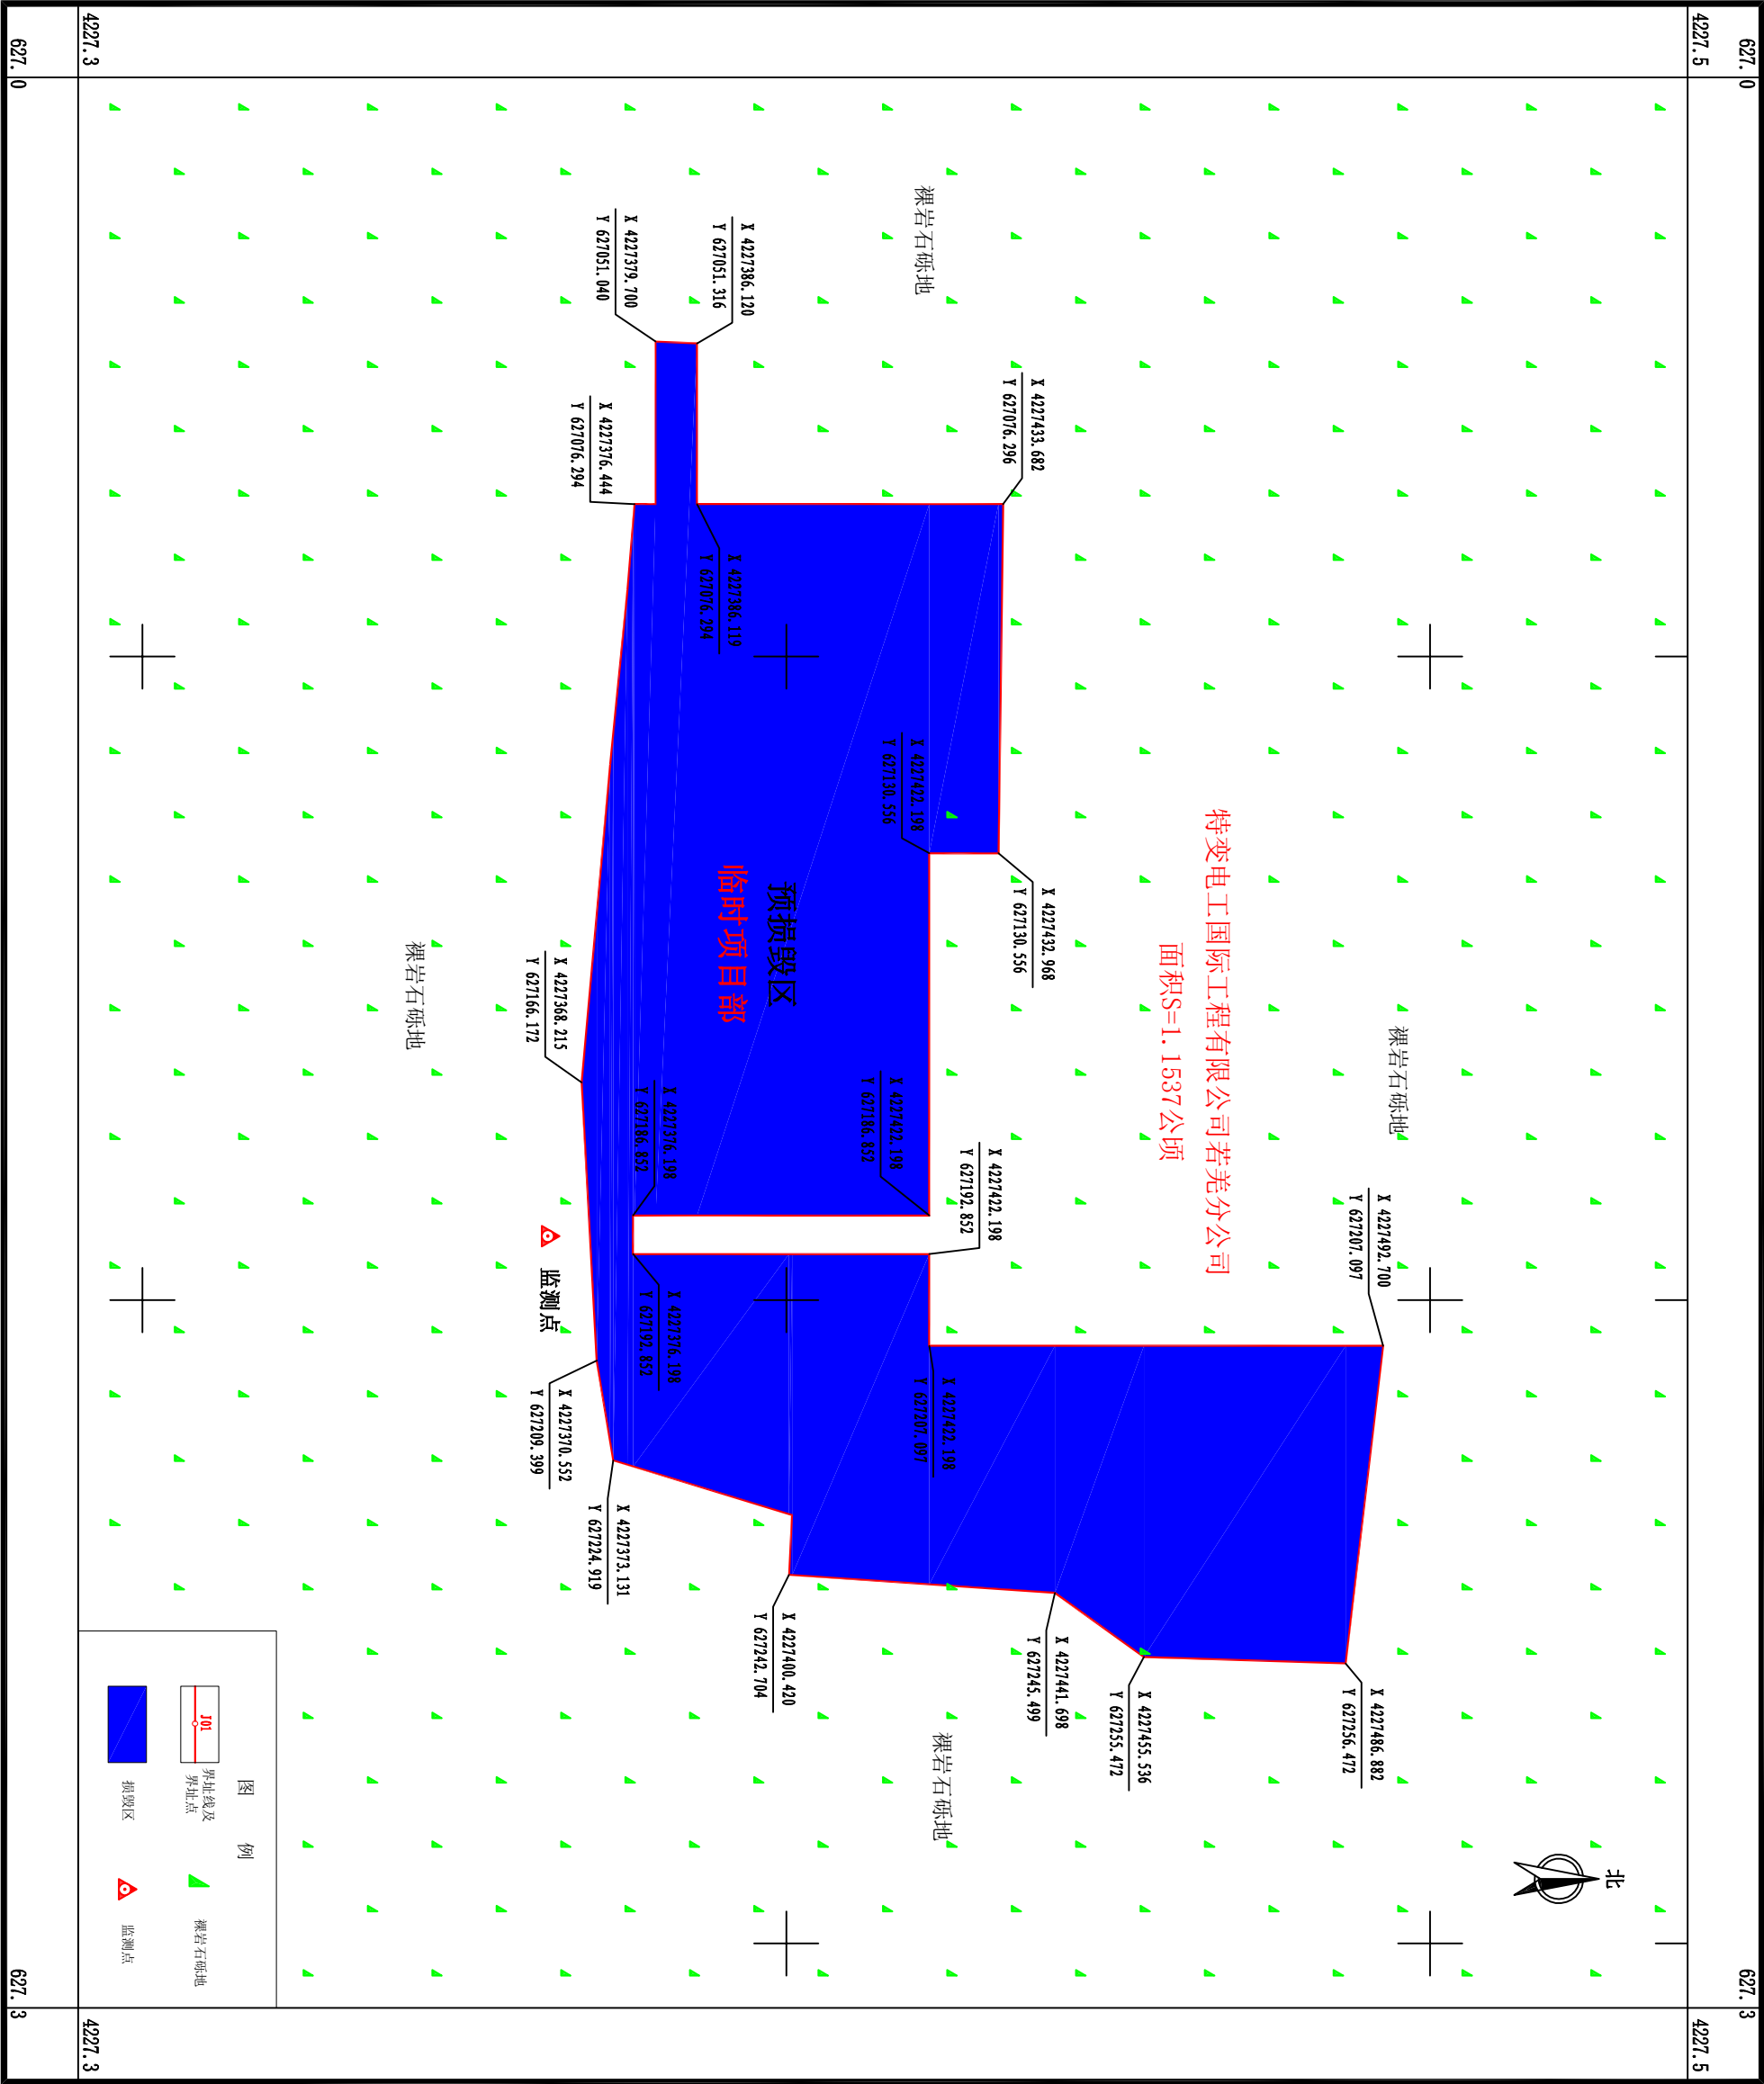 627.0
4227.5
627.3
4227.5
北
裸岩石砾地
X 4227492.700
Y 627207.097
X 4227486.882
Y 627256.472
特变电工国际工程有限公司若羌分公司
面积S=1.1537公顷
X 4227455.536
Y 627255.472
X 4227433.682
Y 627076.296
X 4227432.968
Y 627130.556
X 4227441.698
Y 627245.499
裸岩石砾地
X 4227422.198
Y 627192.852
裸岩石砾地
X 4227422.198
Y 627130.556
X 4227422.198
Y 627186.852
X 4227422.198
Y 627207.097
X 4227386.120
Y 627051.316
X 4227386.119
Y 627076.294
预损毁区
临时项目部
X 4227400.420
Y 627242.704
X 4227379.700
Y 627051.040
X 4227376.444
Y 627076.294
X 4227376.198
Y 627186.852
X 4227376.198
Y 627192.852
X 4227373.131
Y 627224.919
X 4227368.215
Y 627166.172
监测点
X 4227370.552
Y 627209.399
裸岩石砾地
图 例
J01
界址线及
界址点
裸岩石砾地
损毁区
监测点
4227.3
627.0
4227.3
627.3